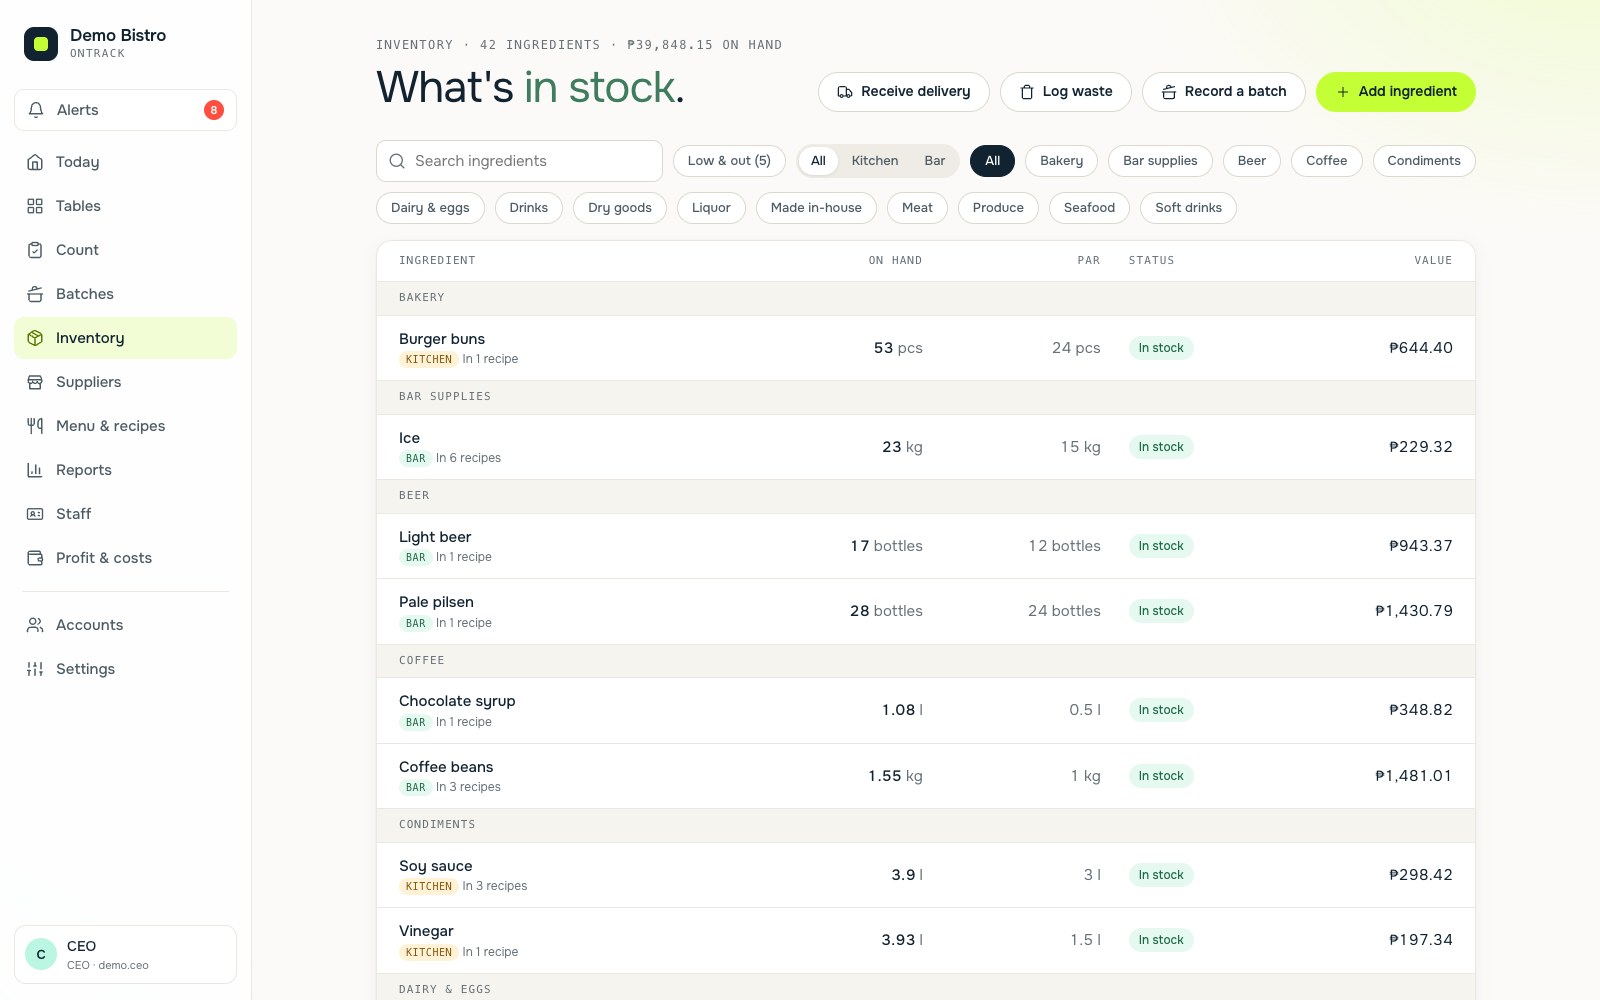 Demo Bistro
ONTRACK
Alerts 8
Today
Tables
Count
Batches
Inventory
Suppliers
Menu & recipes
Reports
Staff
Profit & costs
Accounts
Settings
C CEO
CEO · demo.ceo
INVENTORY · 42 INGREDIENTS · ₱39,848.15 ON HAND
What's in stock.
Receive delivery Log waste Record a batch Add ingredient
Search ingredients Low & out (5) All Kitchen Bar All Bakery Bar supplies Beer Coffee Condiments
Dairy & eggs Drinks Dry goods Liquor Made in-house Meat Produce Seafood Soft drinks
INGREDIENT ON HAND PAR STATUS VALUE
BAKERY
Burger buns
KITCHEN In 1 recipe
53 pcs 24 pcs In stock ₱644.40
BAR SUPPLIES
Ice
BAR In 6 recipes
23 kg 15 kg In stock ₱229.32
BEER
Light beer
BAR In 1 recipe
17 bottles 12 bottles In stock ₱943.37
Pale pilsen
BAR In 1 recipe
28 bottles 24 bottles In stock ₱1,430.79
COFFEE
Chocolate syrup
BAR In 1 recipe
1.08 l 0.5 l In stock ₱348.82
Coffee beans
BAR In 3 recipes
1.55 kg 1 kg In stock ₱1,481.01
CONDIMENTS
Soy sauce
KITCHEN In 3 recipes
3.9 l 3 l In stock ₱298.42
Vinegar
KITCHEN In 1 recipe
3.93 l 1.5 l In stock ₱197.34
DAIRY & EGGS